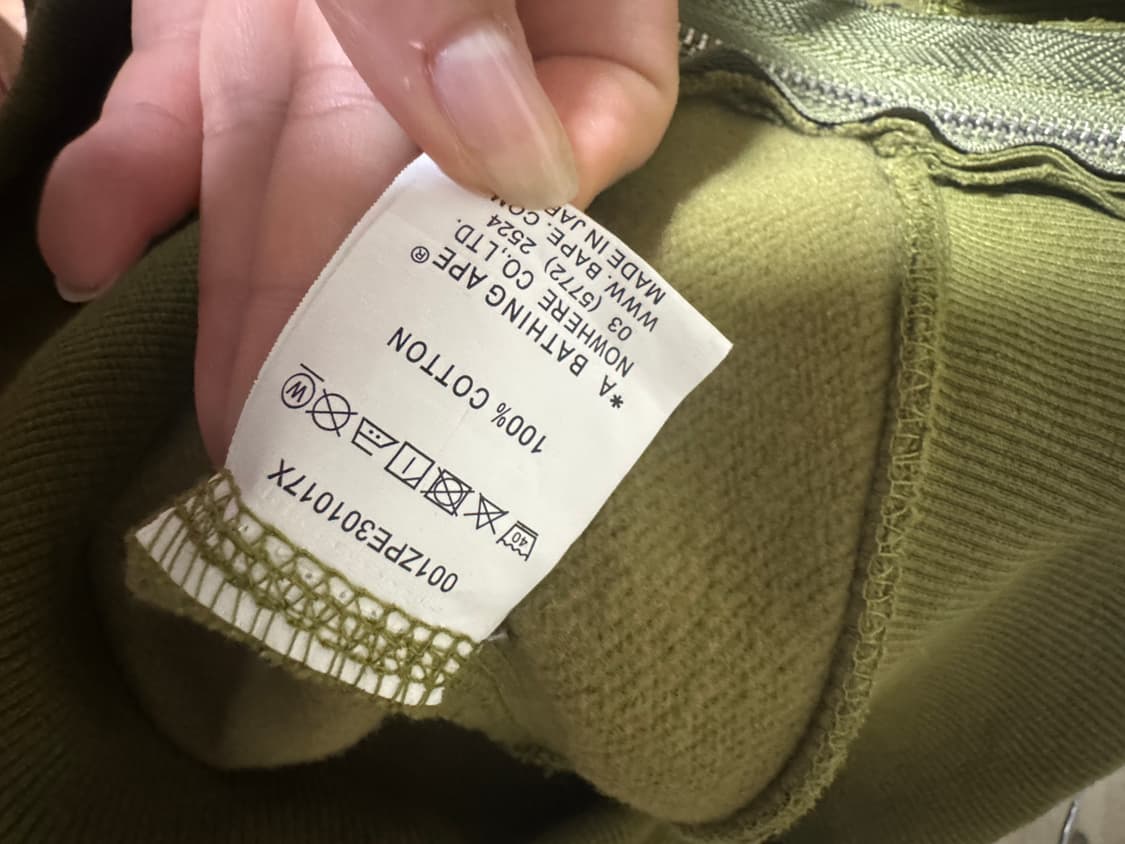 001ZPE301017X
40
W
100% COTTON
*A BATHING APE®
NOWHERE CO.,LTD.
03 (5772) 2524
WWW. BAPE. COM
MADE IN